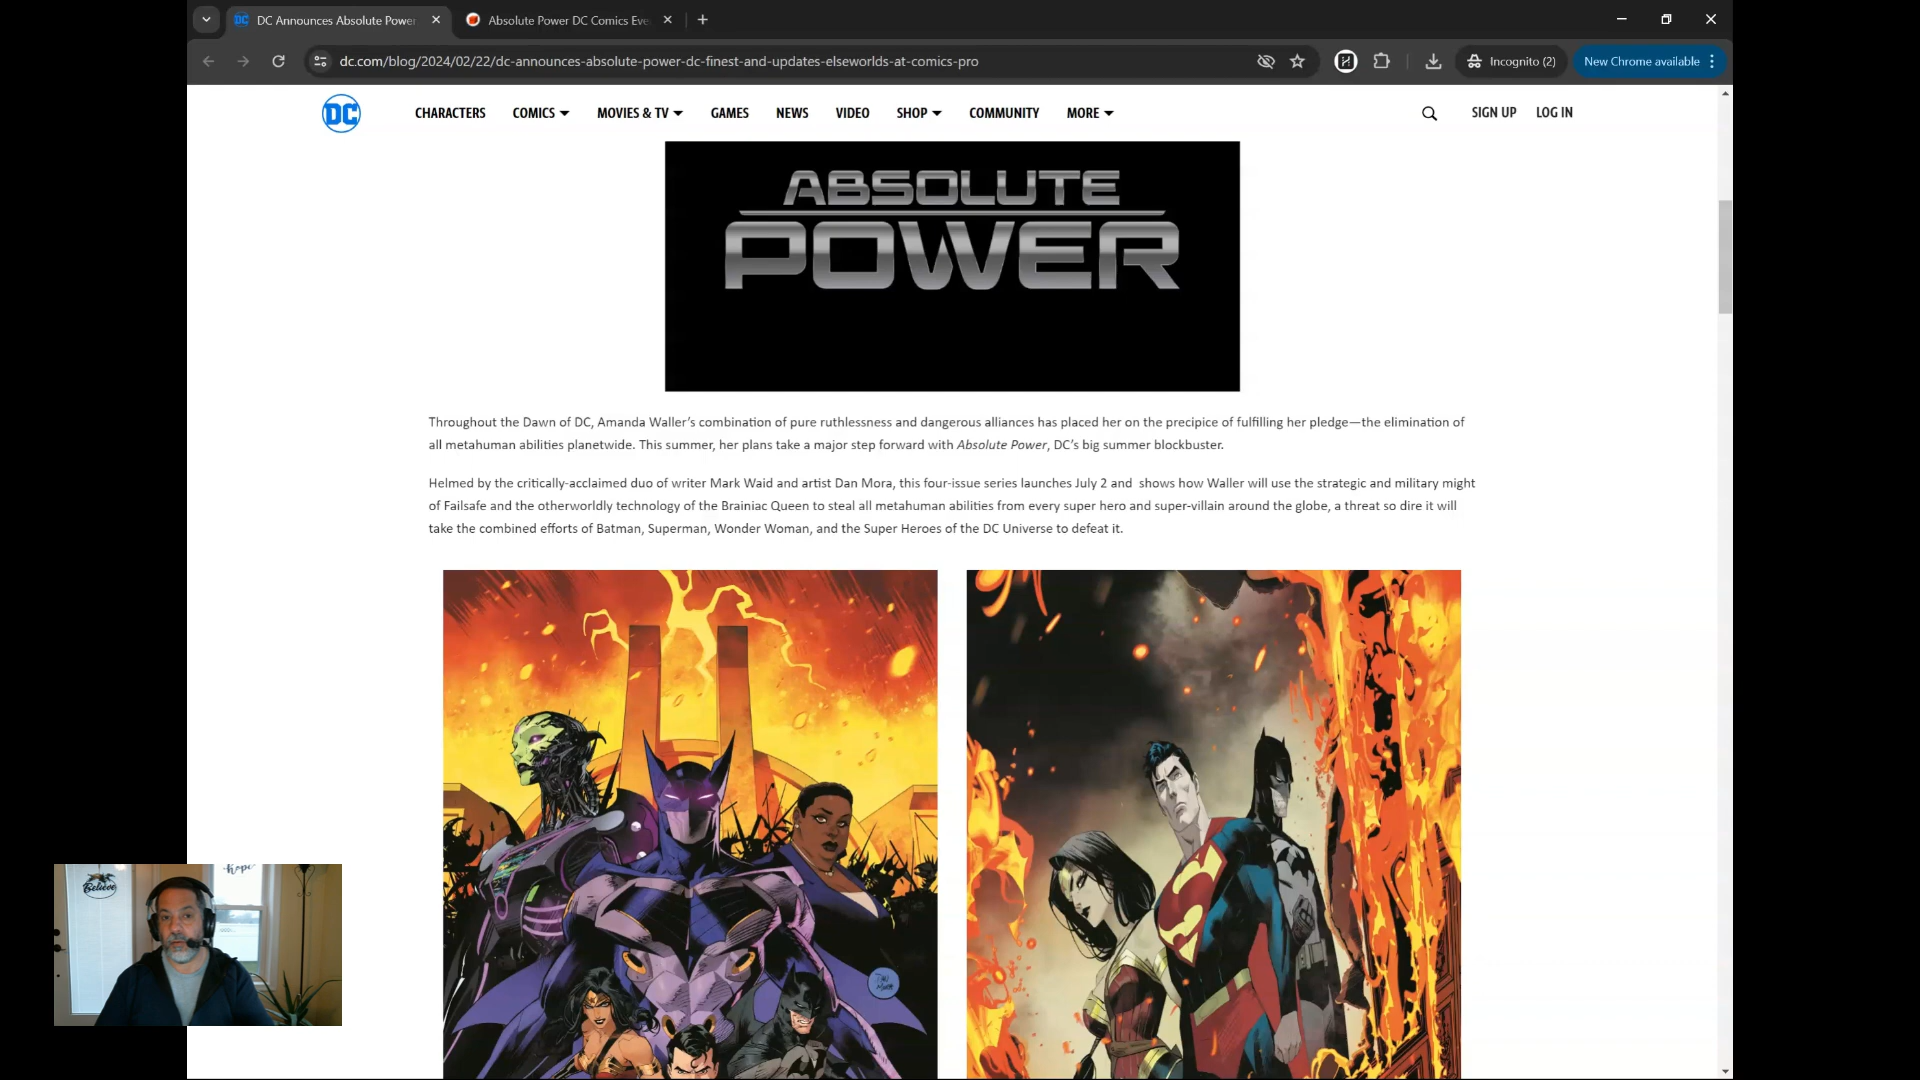 DC Announces Absolute Power
Absolute Power DC Comics Eve
dc.com/blog/2024/02/22/dc-announces-absolute-power-dc-finest-and-updates-elseworlds-at-comics-pro
Incognito (2)
New Chrome available
DC
CHARACTERS
COMICS
MOVIES & TV
GAMES
NEWS
VIDEO
SHOP
COMMUNITY
MORE
SIGN UP
LOG IN
ABSOLUTE
POWER
Throughout the Dawn of DC, Amanda Waller’s combination of pure ruthlessness and dangerous alliances has placed her on the precipice of fulfilling her pledge—the elimination of
all metahuman abilities planetwide. This summer, her plans take a major step forward with Absolute Power, DC’s big summer blockbuster.
Helmed by the critically-acclaimed duo of writer Mark Waid and artist Dan Mora, this four-issue series launches July 2 and  shows how Waller will use the strategic and military might
of Failsafe and the otherworldly technology of the Brainiac Queen to steal all metahuman abilities from every super hero and super-villain around the globe, a threat so dire it will
take the combined efforts of Batman, Superman, Wonder Woman, and the Super Heroes of the DC Universe to defeat it.
DAN
MORA
Believe
hope